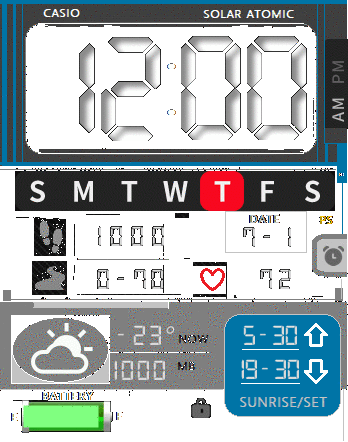 CASIO SOLAR ATOMIC
12:00
AM PM
S M T W T F S
DATE
7-1
0-70
72
-23° NOW
1000 MB
5-30
19-30
SUNRISE/SET
BATTERY
E F